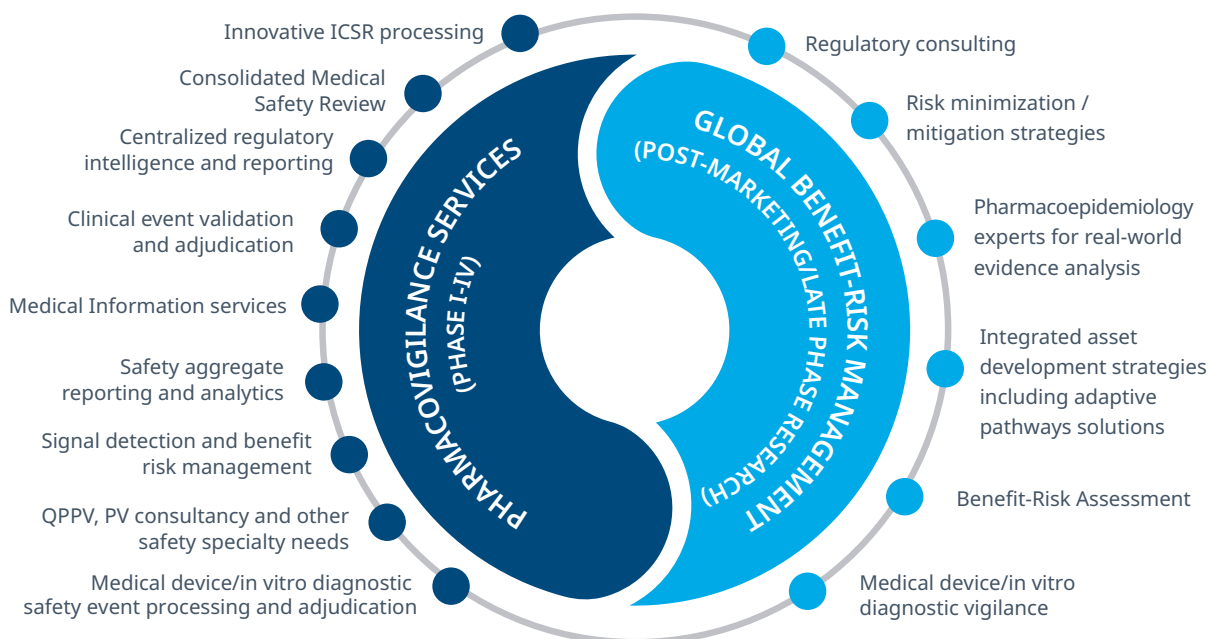 Innovative ICSR processing
Consolidated Medical
Safety Review
Centralized regulatory
intelligence and reporting
Clinical event validation
and adjudication
Medical Information services
Safety aggregate
reporting and analytics
Signal detection and benefit
risk management
QPPV, PV consultancy and other
safety specialty needs
Medical device/in vitro diagnostic
safety event processing and adjudication
PHARMACOVIGILANCE SERVICES
(PHASE I-IV)
GLOBAL BENEFIT-RISK MANAGEMENT
(POST-MARKETING/LATE PHASE RESEARCH)
Regulatory consulting
Risk minimization /
mitigation strategies
Pharmacoepidemiology
experts for real-world
evidence analysis
Integrated asset
development strategies
including adaptive
pathways solutions
Benefit-Risk Assessment
Medical device/in vitro
diagnostic vigilance